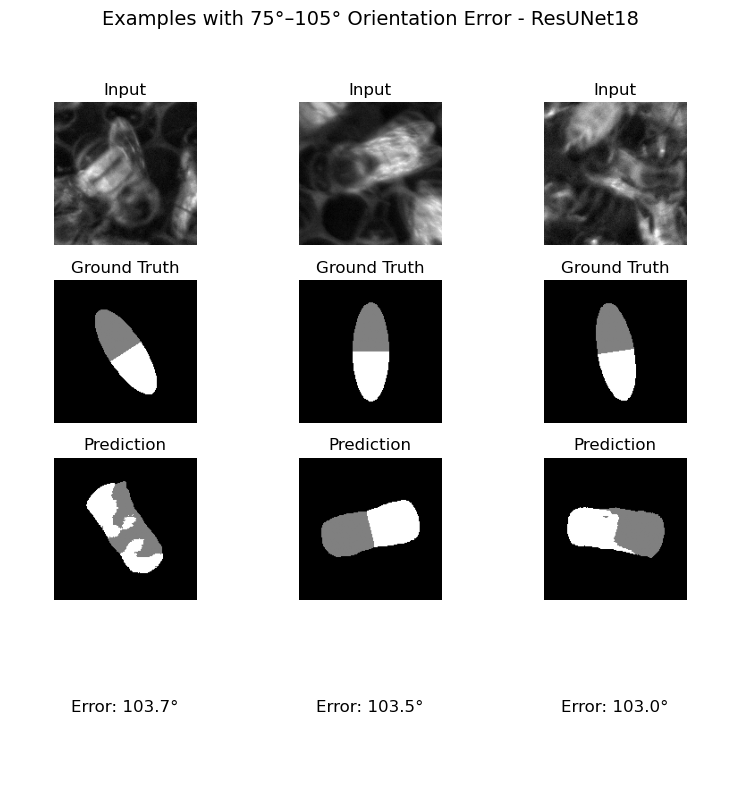 Examples with 75°–105° Orientation Error - ResUNet18
Input
Input
Input
Ground Truth
Ground Truth
Ground Truth
Prediction
Prediction
Prediction
Error: 103.7°
Error: 103.5°
Error: 103.0°